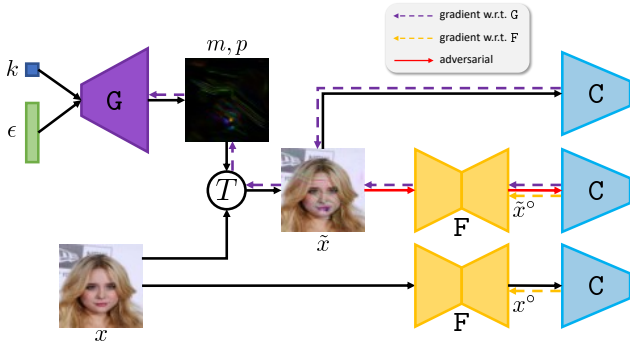 gradient w.r.t. G
gradient w.r.t. F
adversarial
k
ϵ
G
m, p
T
x̃
x
F
x̃°
C
C
F
x°
C